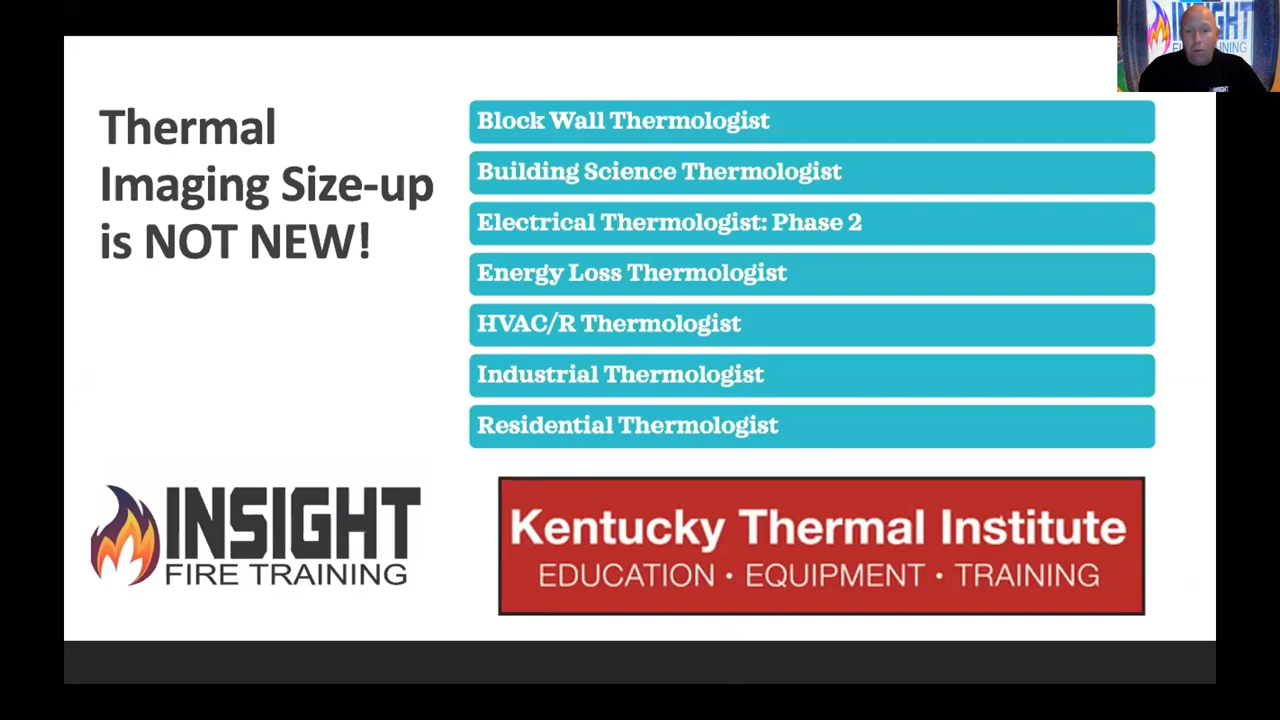 Thermal
Imaging Size-up
is NOT NEW!
Block Wall Thermologist
Building Science Thermologist
Electrical Thermologist: Phase 2
Energy Loss Thermologist
HVAC/R Thermologist
Industrial Thermologist
Residential Thermologist
INSIGHT
FIRE TRAINING
Kentucky Thermal Institute
EDUCATION • EQUIPMENT • TRAINING